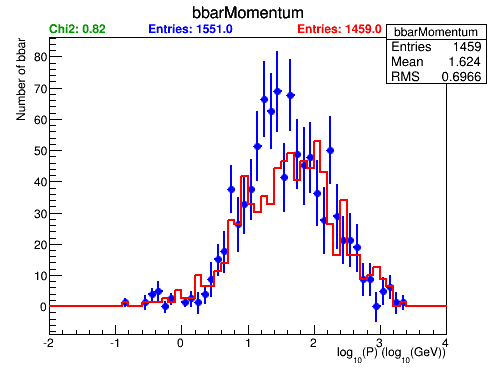 bbarMomentum
Chi2: 0.82 Entries: 1551.0 Entries: 1459.0
bbarMomentum
Entries 1459
Mean 1.624
RMS 0.6966
Number of bbar
80
70
60
50
40
30
20
10
0
-2 -1 0 1 2 3 4
log10(P) (log10(GeV))